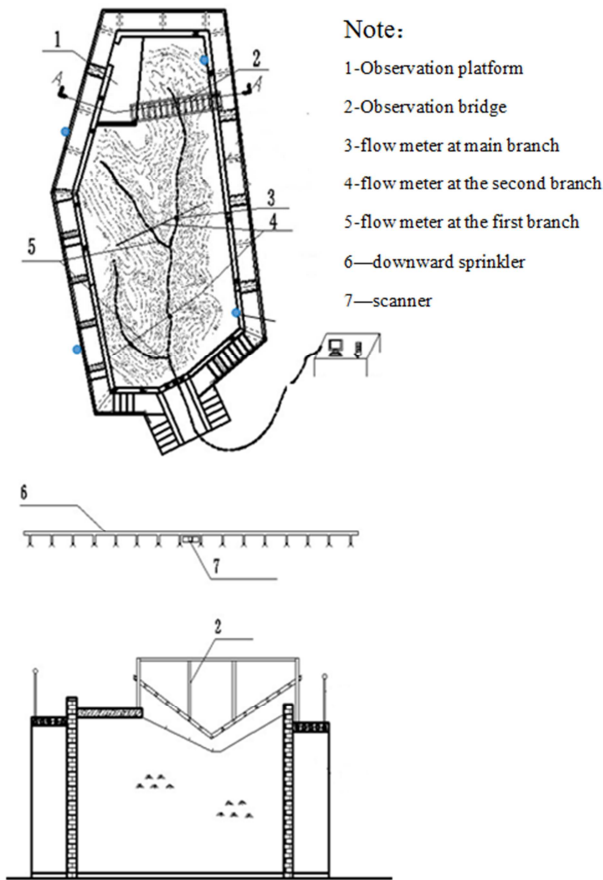 Note:
1-Observation platform
2-Observation bridge
3-flow meter at main branch
4-flow meter at the second branch
5-flow meter at the first branch
6—downward sprinkler
7—scanner
1
2
A
A
3
4
5
6
7
2